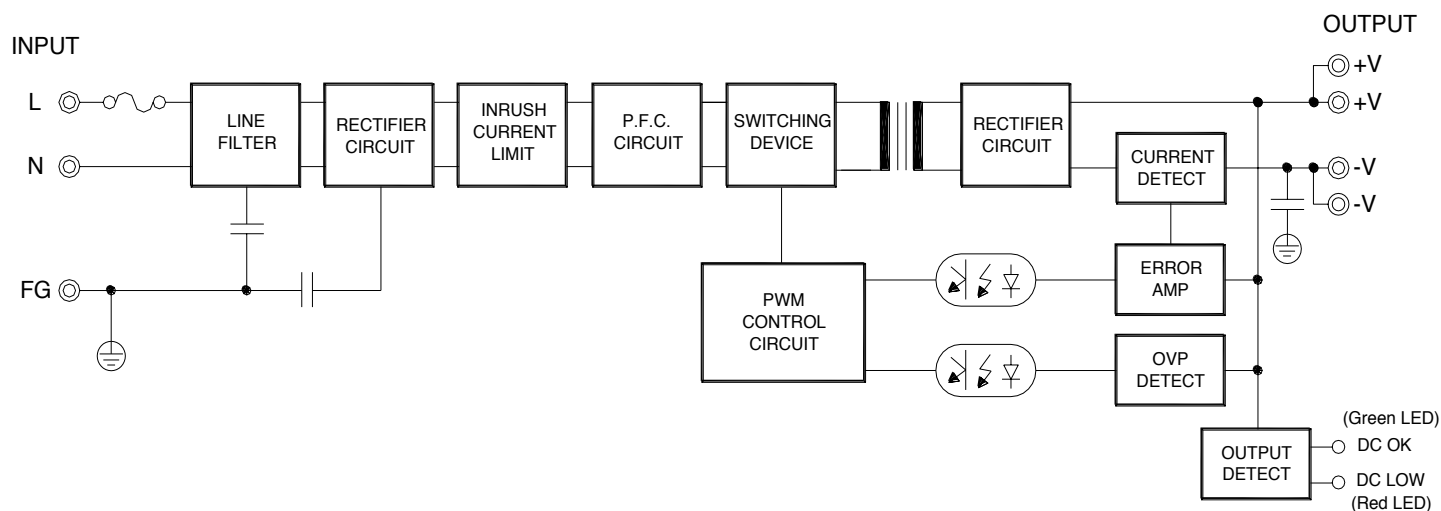 INPUT
OUTPUT
L
N
FG
LINE
FILTER
RECTIFIER
CIRCUIT
INRUSH
CURRENT
LIMIT
P.F.C.
CIRCUIT
SWITCHING
DEVICE
RECTIFIER
CIRCUIT
CURRENT
DETECT
+V
+V
-V
-V
PWM
CONTROL
CIRCUIT
ERROR
AMP
OVP
DETECT
OUTPUT
DETECT
(Green LED)
DC OK
DC LOW
(Red LED)